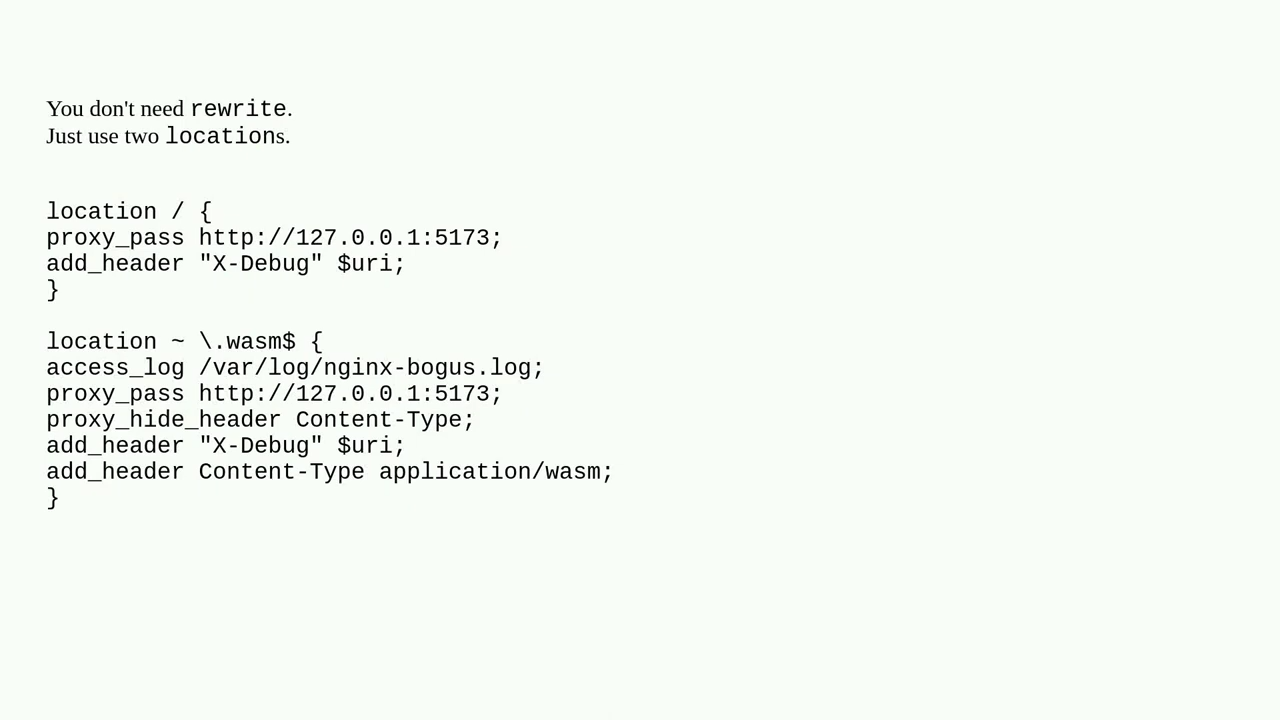 You don't need rewrite.
Just use two locations.
location / {
proxy_pass http://127.0.0.1:5173;
add_header "X-Debug" $uri;
}
location ~ \.wasm$ {
access_log /var/log/nginx-bogus.log;
proxy_pass http://127.0.0.1:5173;
proxy_hide_header Content-Type;
add_header "X-Debug" $uri;
add_header Content-Type application/wasm;
}